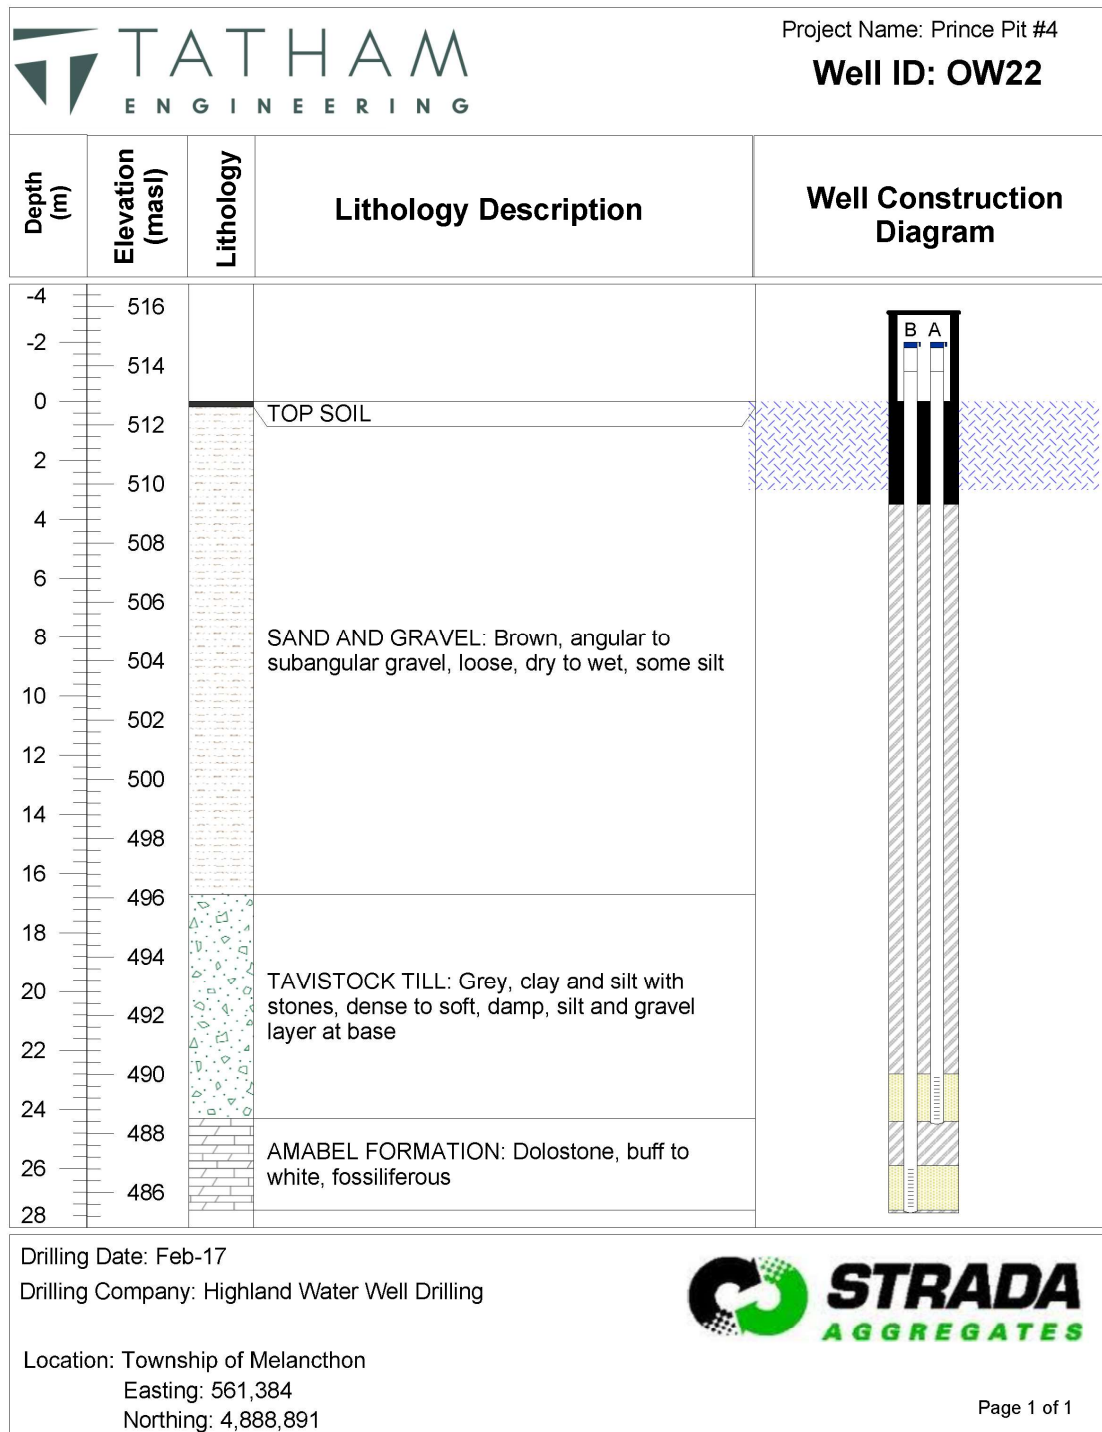 TATHAM
ENGINEERING
Project Name: Prince Pit #4
Well ID: OW22
Depth
(m)
Elevation
(masl)
Lithology
Lithology Description
Well Construction
Diagram
-4
-2
0
2
4
6
8
10
12
14
16
18
20
22
24
26
28
516
514
512
510
508
506
504
502
500
498
496
494
492
490
488
486
TOP SOIL
SAND AND GRAVEL: Brown, angular to
subangular gravel, loose, dry to wet, some silt
TAVISTOCK TILL: Grey, clay and silt with
stones, dense to soft, damp, silt and gravel
layer at base
AMABEL FORMATION: Dolostone, buff to
white, fossiliferous
B A
Drilling Date: Feb-17
Drilling Company: Highland Water Well Drilling
STRADA
AGGREGATES
Location: Township of Melancthon
Easting: 561,384
Northing: 4,888,891
Page 1 of 1